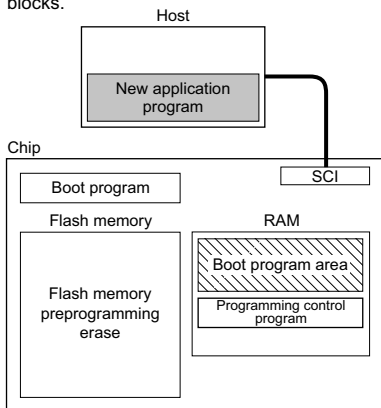 blocks.
Host
New application
program
Chip
SCI
Boot program
Flash memory
RAM
Boot program area
Flash memory
preprogramming
erase
Programming control
program